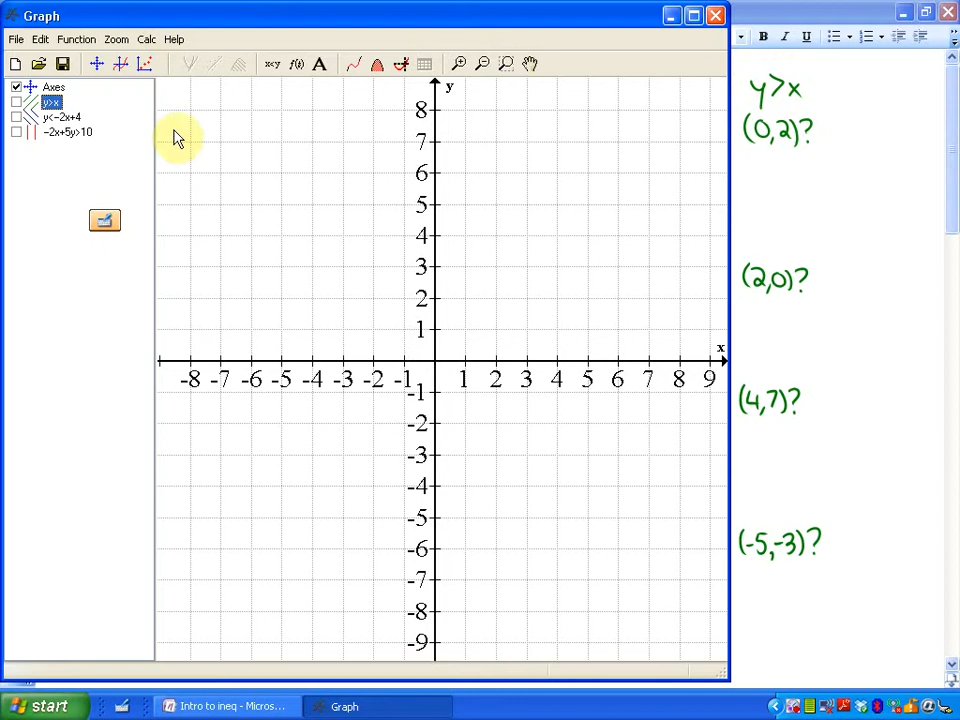 Graph
File Edit Function Zoom Calc Help
x<y f(x) A
B I U
Axes
y>x
y<-2x+4
-2x+5y>10
y
8
7
6
5
4
3
2
1
x
-8 -7 -6 -5 -4 -3 -2 -1 1 2 3 4 5 6 7 8 9
-1
-2
-3
-4
-5
-6
-7
-8
-9
y>x
(0,2)?
(2,0)?
(4,7)?
(-5,-3)?
start Intro to ineq - Micros... Graph